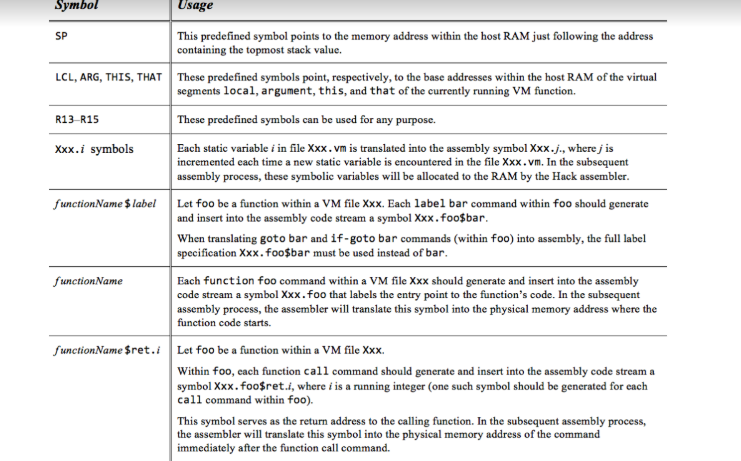 Symbol Usage
SP This predefined symbol points to the memory address within the host RAM just following the address
containing the topmost stack value.
LCL, ARG, THIS, THAT These predefined symbols point, respectively, to the base addresses within the host RAM of the virtual
segments local, argument, this, and that of the currently running VM function.
R13–R15 These predefined symbols can be used for any purpose.
Xxx.i symbols Each static variable i in file Xxx.vm is translated into the assembly symbol Xxx.j., where j is
incremented each time a new static variable is encountered in the file Xxx.vm. In the subsequent
assembly process, these symbolic variables will be allocated to the RAM by the Hack assembler.
functionName$label Let foo be a function within a VM file Xxx. Each label bar command within foo should generate
and insert into the assembly code stream a symbol Xxx.foo$bar.
When translating goto bar and if-goto bar commands (within foo) into assembly, the full label
specification Xxx.foo$bar must be used instead of bar.
functionName Each function foo command within a VM file Xxx should generate and insert into the assembly
code stream a symbol Xxx.foo that labels the entry point to the function's code. In the subsequent
assembly process, the assembler will translate this symbol into the physical memory address where the
function code starts.
functionName$ret.i Let foo be a function within a VM file Xxx.
Within foo, each function call command should generate and insert into the assembly code stream a
symbol Xxx.foo$ret.i, where i is a running integer (one such symbol should be generated for each
call command within foo).
This symbol serves as the return address to the calling function. In the subsequent assembly process,
the assembler will translate this symbol into the physical memory address of the command
immediately after the function call command.